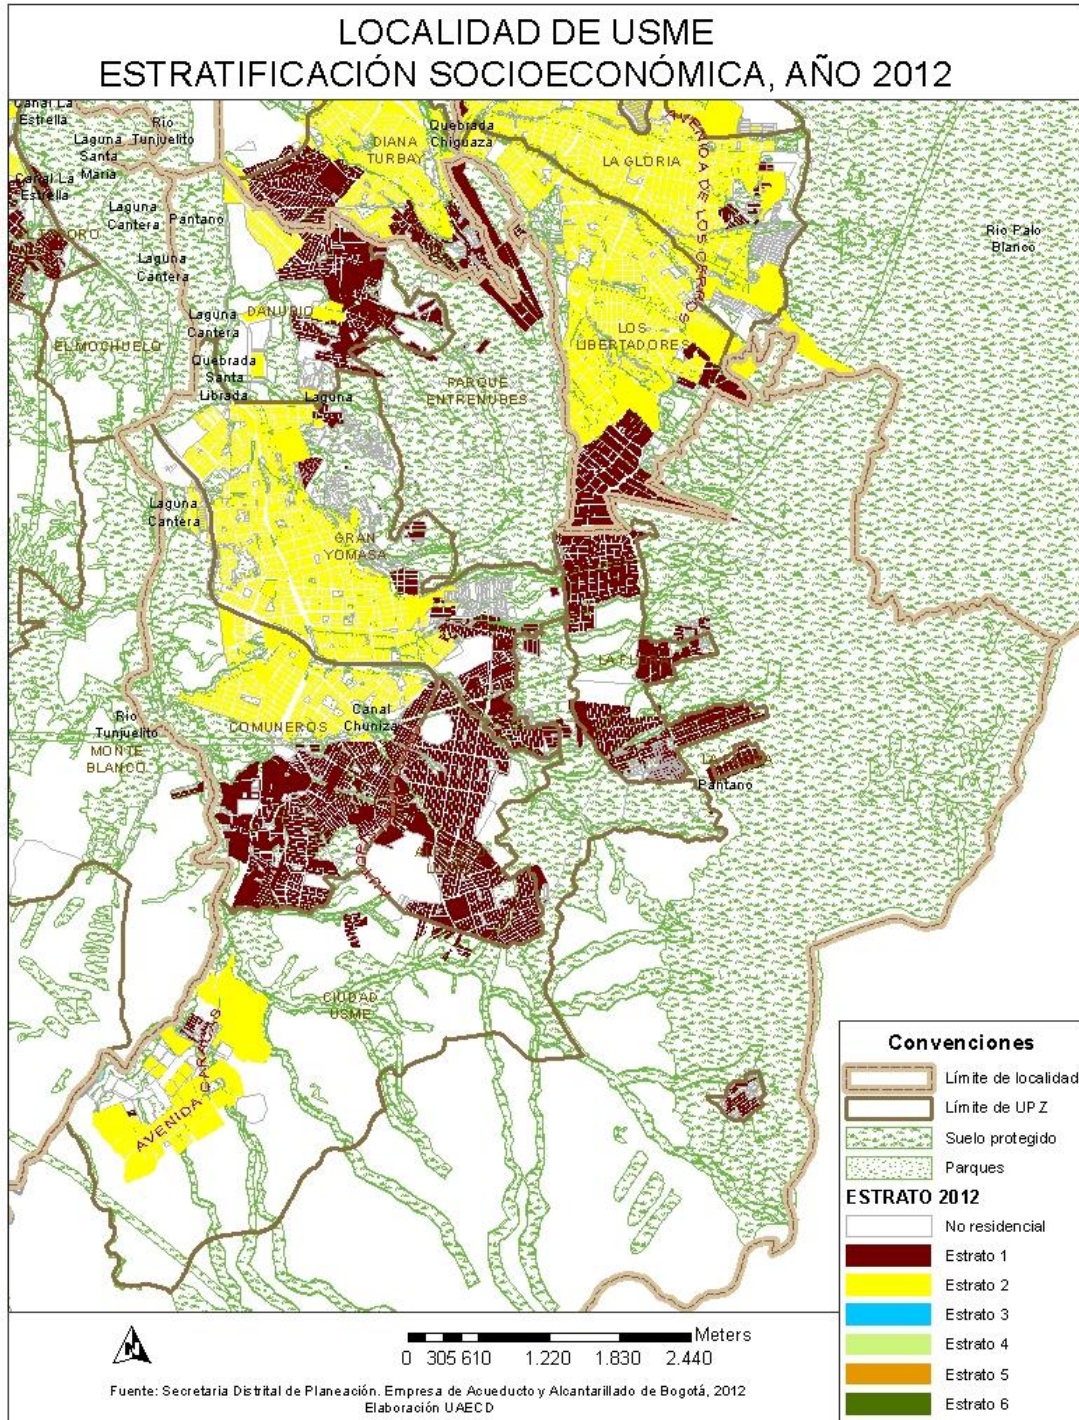 LOCALIDAD DE USME
ESTRATIFICACIÓN SOCIOECONÓMICA, AÑO 2012
Canal La
Estrella
Río
Tunjuelito
Laguna
Santa
María
Canal La
Estrella
Laguna
Cantera
Pantano
Laguna
Cantera
DIANA
TURBAY
Quebrada
Chiguaza
LA GLORIA
AVENIDA DE LOS CERROS
Río Palo
Blanco
Laguna
Cantera
DANUBIO
EL MOCHUELO
LOS
LIBERTADORES
Quebrada
Santa
Librada
Laguna
PARQUE
ENTRENUBES
Laguna
Cantera
GRAN
YOMASA
COMUNEROS
Canal
Chuniza
Río
Tunjuelito
MONTE
BLANCO
Pantano
CIUDAD
USME
AVENIDA CARACAS
Convenciones
Límite de localidad
Límite de UPZ
Suelo protegido
Parques
ESTRATO 2012
No residencial
Estrato 1
Estrato 2
Estrato 3
Estrato 4
Estrato 5
Estrato 6
N
Meters
0 305 610 1.220 1.830 2.440
Fuente: Secretaria Distrital de Planeación. Empresa de Acueducto y Alcantarillado de Bogotá, 2012
Elaboración UAECD